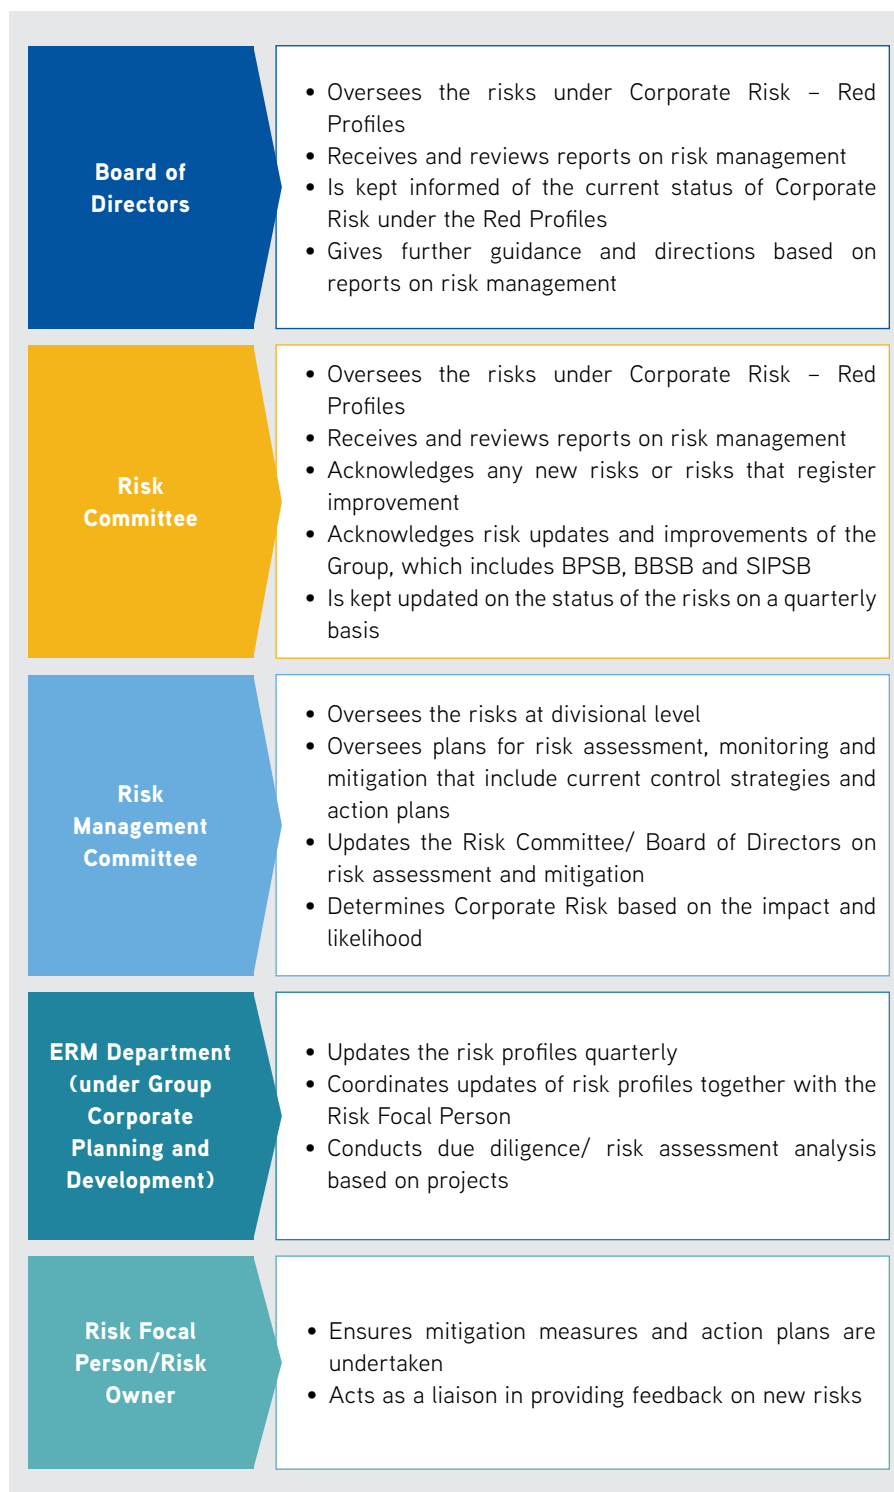 Board of
Directors
• Oversees the risks under Corporate Risk – Red
Profiles
• Receives and reviews reports on risk management
• Is kept informed of the current status of Corporate
Risk under the Red Profiles
• Gives further guidance and directions based on
reports on risk management
Risk
Committee
• Oversees the risks under Corporate Risk – Red
Profiles
• Receives and reviews reports on risk management
• Acknowledges any new risks or risks that register
improvement
• Acknowledges risk updates and improvements of the
Group, which includes BPSB, BBSB and SIPSB
• Is kept updated on the status of the risks on a quarterly
basis
Risk
Management
Committee
• Oversees the risks at divisional level
• Oversees plans for risk assessment, monitoring and
mitigation that include current control strategies and
action plans
• Updates the Risk Committee/ Board of Directors on
risk assessment and mitigation
• Determines Corporate Risk based on the impact and
likelihood
ERM Department
(under Group
Corporate
Planning and
Development)
• Updates the risk profiles quarterly
• Coordinates updates of risk profiles together with the
Risk Focal Person
• Conducts due diligence/ risk assessment analysis
based on projects
Risk Focal
Person/Risk
Owner
• Ensures mitigation measures and action plans are
undertaken
• Acts as a liaison in providing feedback on new risks